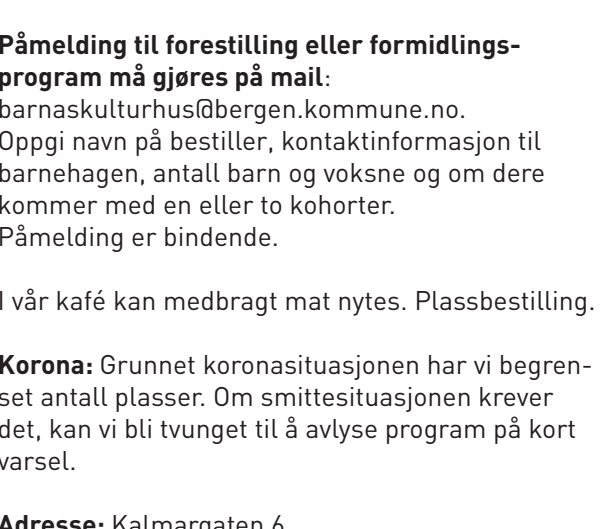 Påmelding til forestilling eller formidlings-
program må gjøres på mail:
barnaskulturhus@bergen.kommune.no.
Oppgi navn på bestiller, kontaktinformasjon til
barnehagen, antall barn og voksne og om dere
kommer med en eller to kohorter.
Påmelding er bindende.
I vår kafé kan medbragt mat nytes. Plassbestilling.
Korona: Grunnet koronasituasjonen har vi begren-
set antall plasser. Om smittesituasjonen krever
det, kan vi bli tvunget til å avlyse program på kort
varsel.
Adresse: Kalmargaten 6